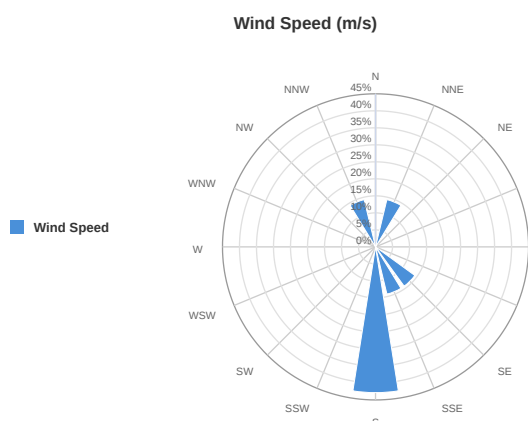 Wind Speed (m/s)
N
NNW
NNE
45%
40%
35%
30%
25%
20%
15%
10%
5%
0%
NW
NE
WNW
Wind Speed
W
WSW
SW
SE
SSW
SSE